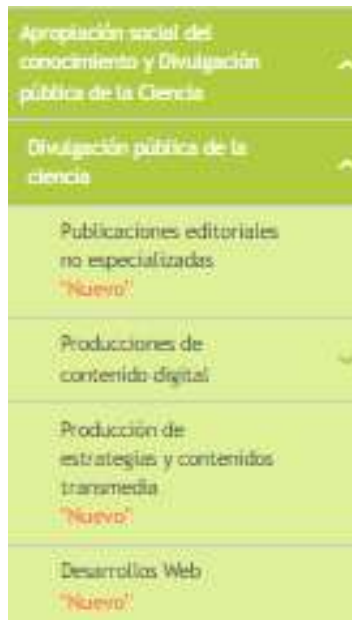 Apropiación social del
conocimiento y Divulgación
pública de la Ciencia
Divulgación pública de la
ciencia
Publicaciones editoriales
no especializadas
"Nuevo"
Producciones de
contenido digital
Producción de
estrategias y contenidos
transmedia
"Nuevo"
Desarrollos Web
"Nuevo"